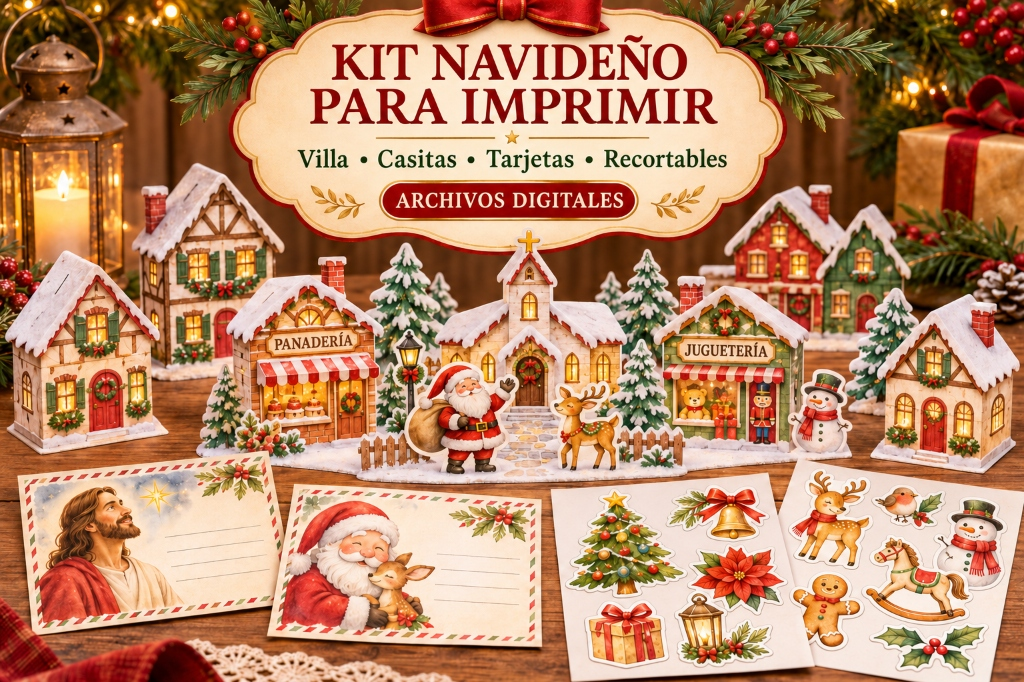 KIT NAVIDEÑO
PARA IMPRIMIR
Villa • Casitas • Tarjetas • Recortables
ARCHIVOS DIGITALES
PANADERÍA
JUGUETERÍA